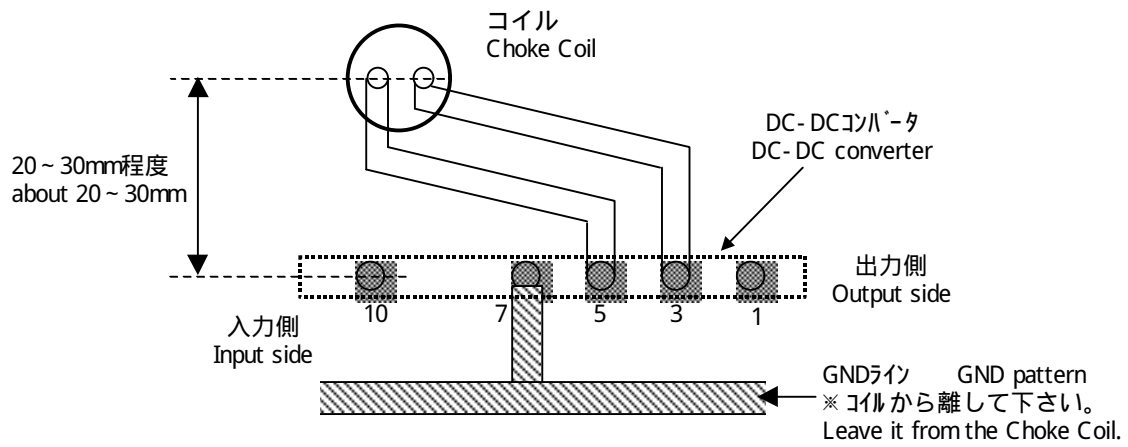 コイル
Choke Coil
DC-DCｺﾝﾊﾞｰﾀ
DC-DC converter
20～30mm程度
about 20～30mm
出力側
Output side
10
7
5
3
1
入力側
Input side
GNDﾗｲﾝ GND pattern
※ ｺｲﾙから離して下さい。
Leave it from the Choke Coil.